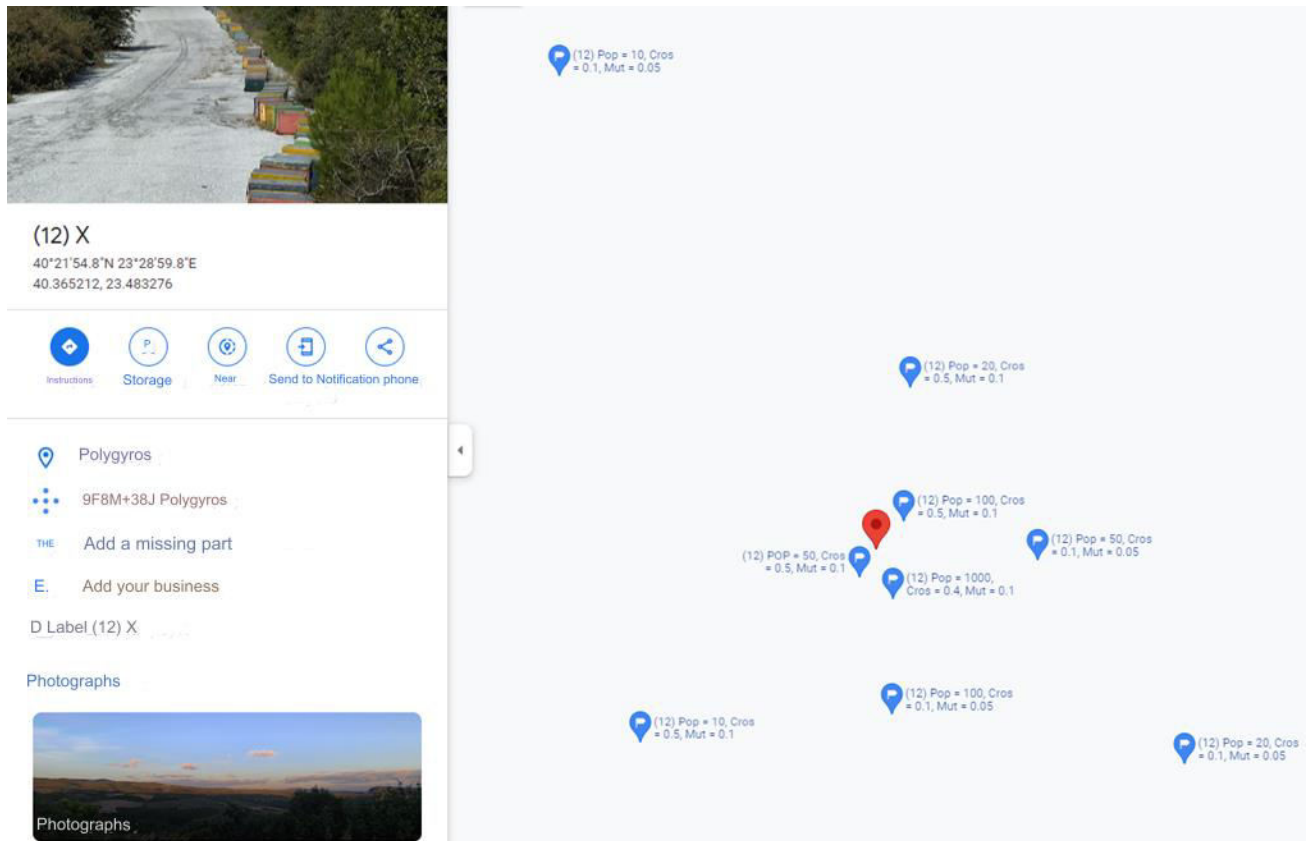 (12) X
40°21'54.8"N 23°28'59.8"E
40.365212, 23.483276
Instructions
Storage
Near
Send to Notification phone
Polygyros
9F8M+38J Polygyros
THE Add a missing part
E. Add your business
D Label (12) X
Photographs
Photographs
(12) Pop = 10, Cros
= 0.1, Mut = 0.05
(12) Pop = 20, Cros
= 0.5, Mut = 0.1
(12) Pop = 100, Cros
= 0.5, Mut = 0.1
(12) Pop = 50, Cros
= 0.1, Mut = 0.05
(12) POP = 50, Cros
= 0.5, Mut = 0.1
(12) Pop = 1000,
Cros = 0.4, Mut = 0.1
(12) Pop = 100, Cros
= 0.1, Mut = 0.05
(12) Pop = 10, Cros
= 0.5, Mut = 0.1
(12) Pop = 20, Cros
= 0.1, Mut = 0.05